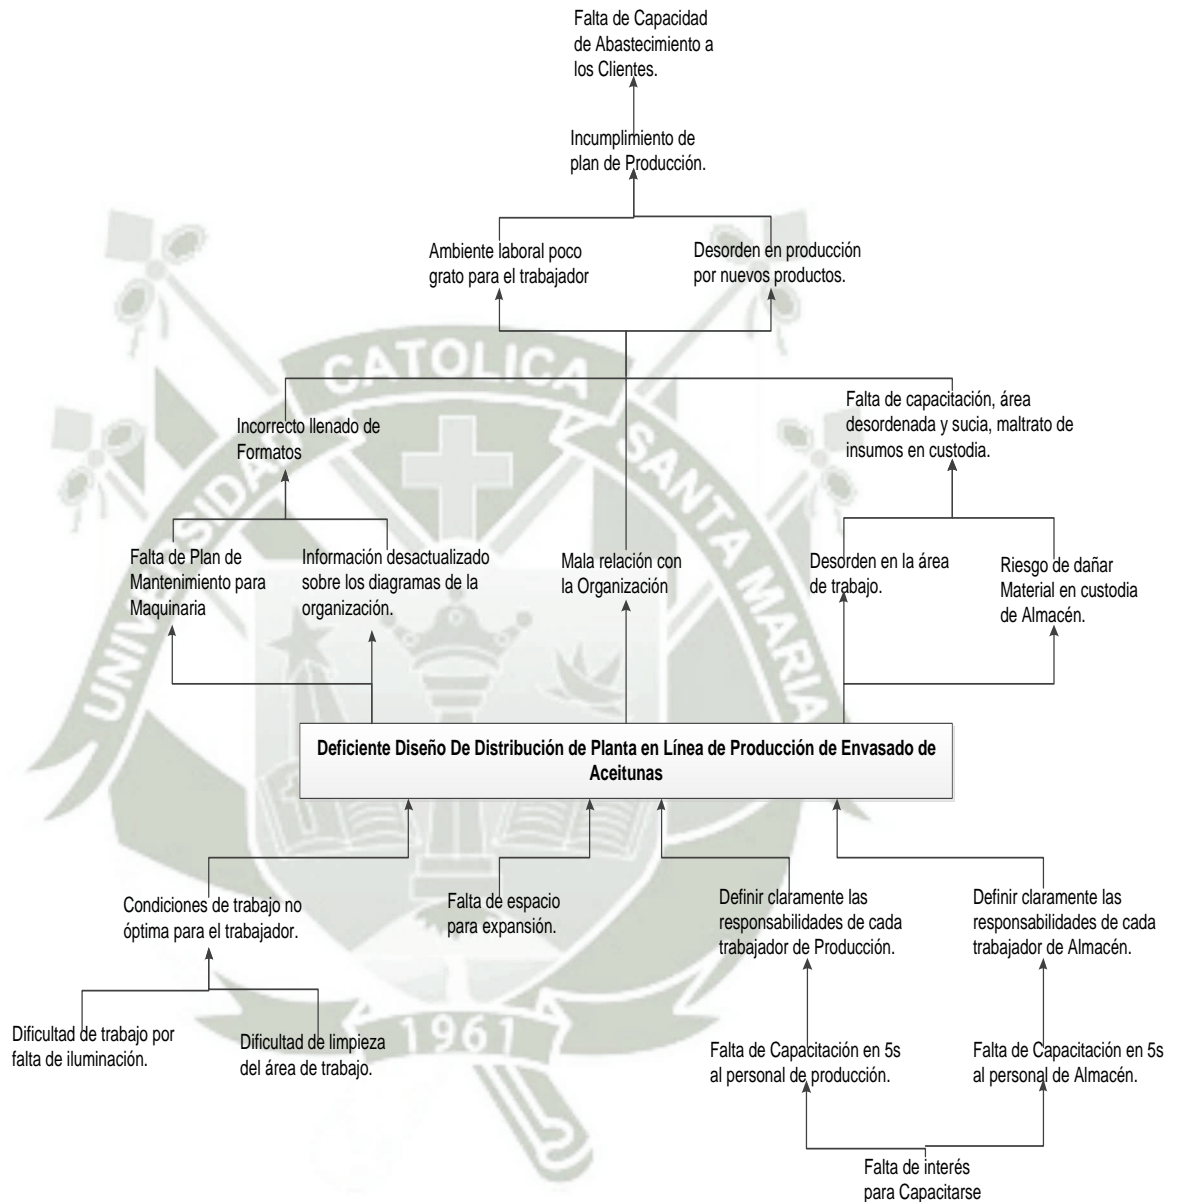 Falta de Capacidad
de Abastecimiento a
los Clientes.
Incumplimiento de
plan de Producción.
Ambiente laboral poco
grato para el trabajador
Desorden en producción
por nuevos productos.
Incorrecto llenado de
Formatos
Falta de capacitación, área
desordenada y sucia, maltrato de
insumos en custodia.
Falta de Plan de
Mantenimiento para
Maquinaria
Información desactualizado
sobre los diagramas de la
organización.
Mala relación con
la Organización
Desorden en la área
de trabajo.
Riesgo de dañar
Material en custodia
de Almacén.
Deficiente Diseño De Distribución de Planta en Línea de Producción de Envasado de
Aceitunas
Condiciones de trabajo no
óptima para el trabajador.
Falta de espacio
para expansión.
Definir claramente las
responsabilidades de cada
trabajador de Producción.
Definir claramente las
responsabilidades de cada
trabajador de Almacén.
Dificultad de trabajo por
falta de iluminación.
Dificultad de limpieza
del área de trabajo.
Falta de Capacitación en 5s
al personal de producción.
Falta de Capacitación en 5s
al personal de Almacén.
Falta de interés
para Capacitarse
UNIVERSIDAD CATOLICA SANTA MARIA
1961